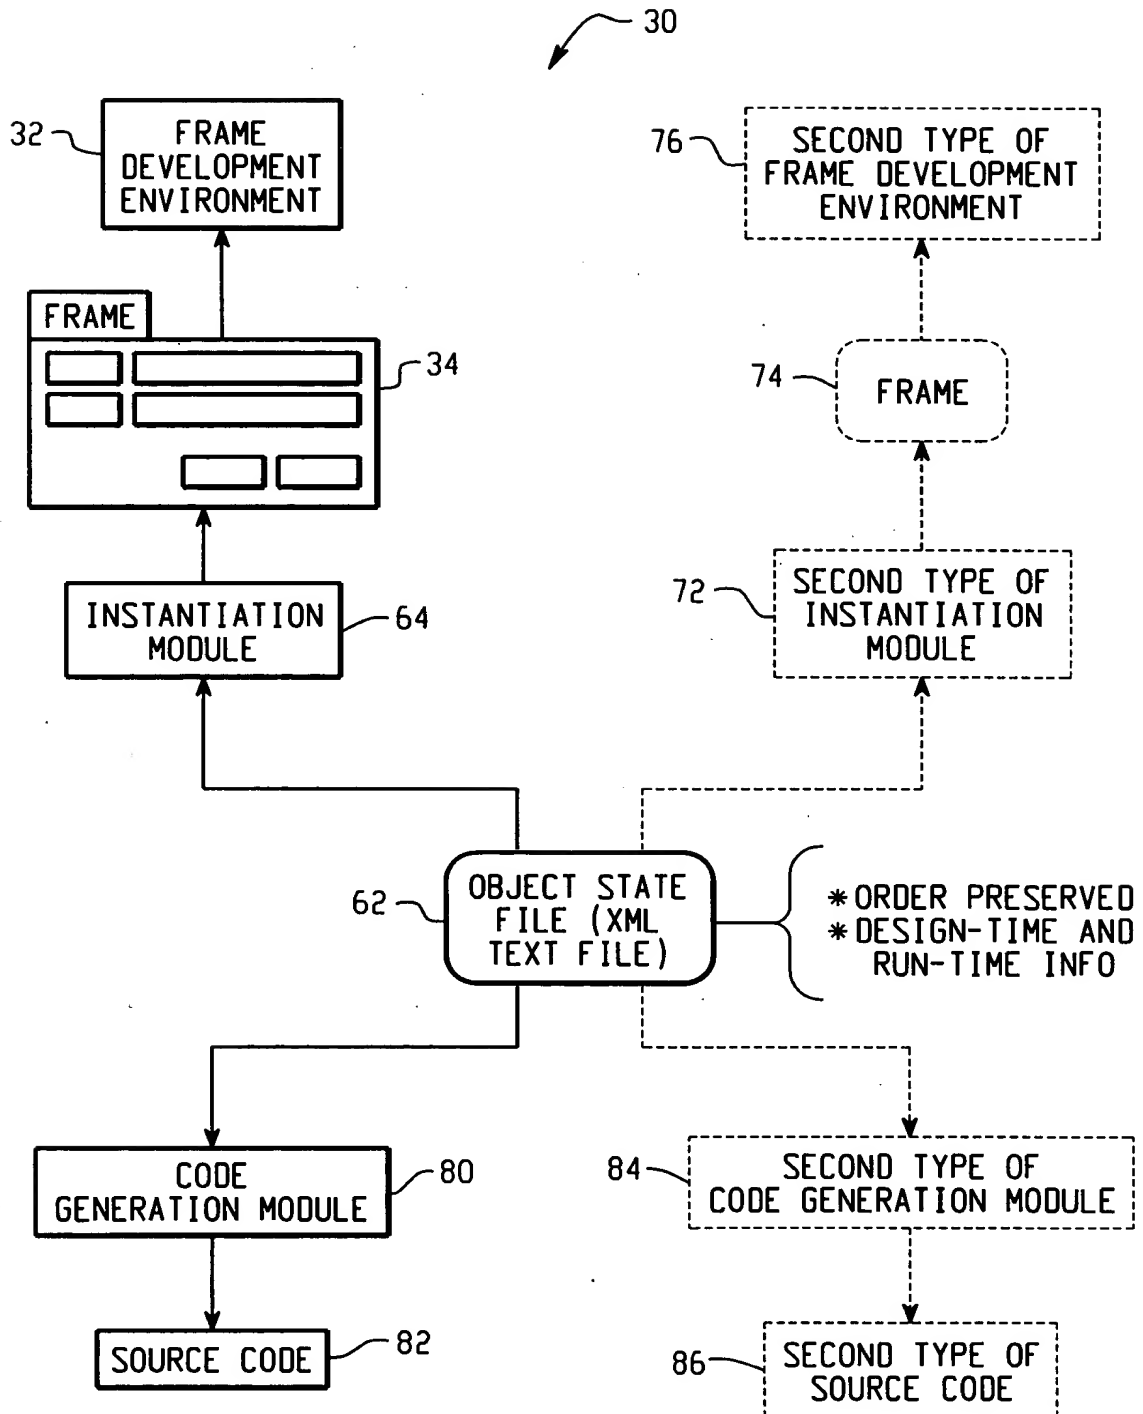 30
32
FRAME
DEVELOPMENT
ENVIRONMENT
76
SECOND TYPE OF
FRAME DEVELOPMENT
ENVIRONMENT
FRAME
34
74
FRAME
INSTANTIATION
MODULE
64
72
SECOND TYPE OF
INSTANTIATION
MODULE
62
OBJECT STATE
FILE (XML
TEXT FILE)
*ORDER PRESERVED
*DESIGN-TIME AND
RUN-TIME INFO
CODE
GENERATION MODULE
80
84
SECOND TYPE OF
CODE GENERATION MODULE
SOURCE CODE
82
86
SECOND TYPE OF
SOURCE CODE